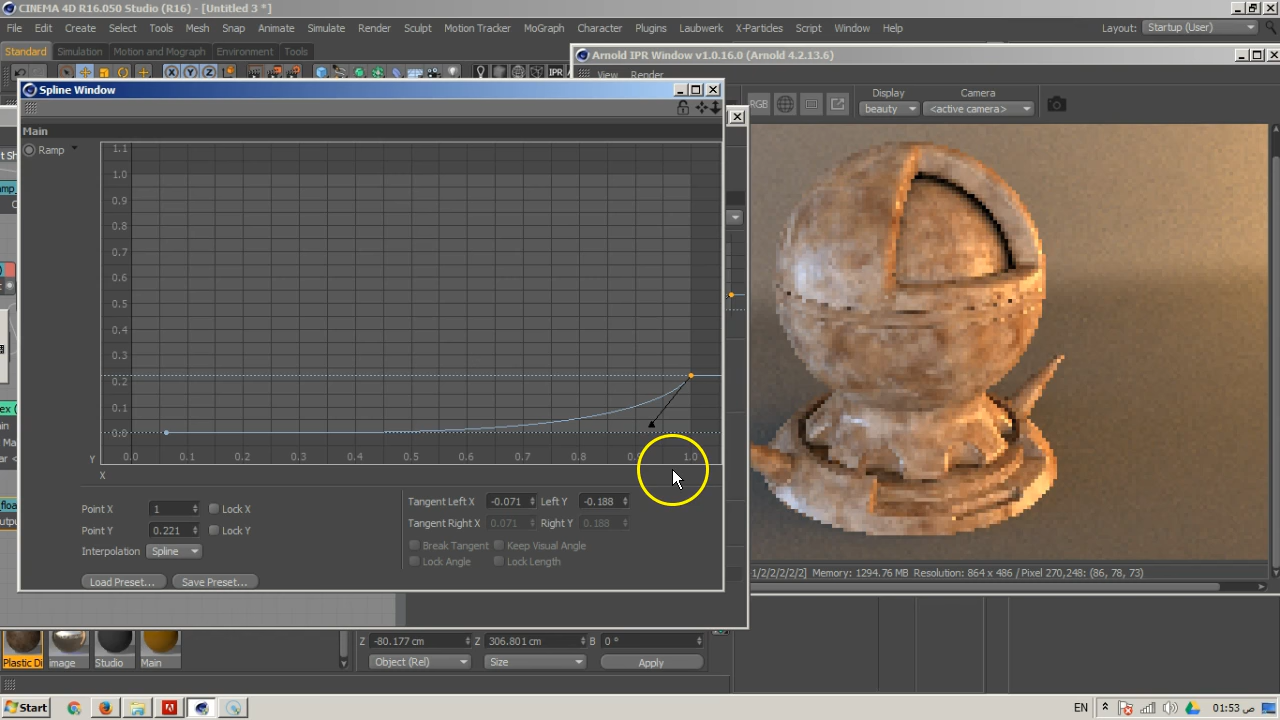 CINEMA 4D R16.050 Studio (R16) - [Untitled 3 *]
File Edit Create Select Tools Mesh Snap Animate Simulate Render Sculpt Motion Tracker MoGraph Character Plugins Laubwerk X-Particles Script Window Help Layout: Startup (User)
Standard Simulation Motion and Mograph Environment Tools
Arnold IPR Window v1.0.16.0 (Arnold 4.2.13.6)
X Y Z IPR View Render
Spline Window
Display Camera
RGB beauty <active camera>
Main
Ramp
1.1
1.0
0.9
0.8
0.7
0.6
0.5
0.4
0.3
0.2
0.1
0.0
Y 0.0 0.1 0.2 0.3 0.4 0.5 0.6 0.7 0.8 1.0
X
Point X 1 Lock X
Point Y 0.221 Lock Y
Interpolation Spline
Tangent Left X -0.071 Left Y -0.188
Tangent Right X 0.071 Right Y 0.188
Break Tangent Keep Visual Angle
Lock Angle Lock Length
Load Preset... Save Preset...
1/2/2/2/2/2] Memory: 1294.76 MB Resolution: 864 x 486 / Pixel 270,248: (86, 78, 73)
Plastic Di image Studio Main
Z -80.177 cm Z 306.801 cm B 0 °
Object (Rel) Size Apply
Start EN 01:53 ص